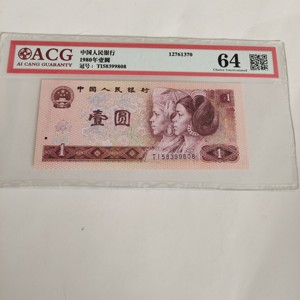 ACG
AI CANG GUARANTY
中国人民银行
1980年壹圆
冠号：TI58399808
12761370
64
Choice Uncirculated
中国人民银行
1
壹圆
TI58399808
1
1